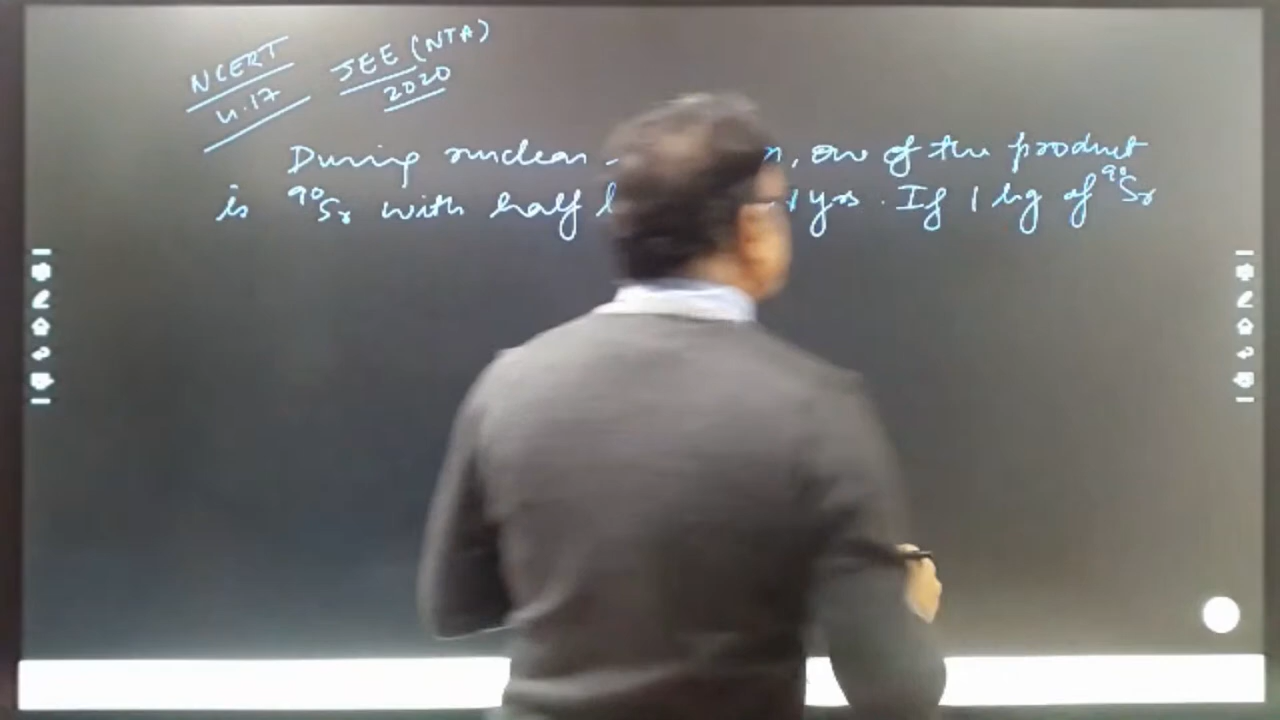 NCERT JEE (NTA)
4.17 2020
During nuclear , one of the product
is ⁹⁰Sr with half yrs. If 1 kg of ⁹⁰Sr